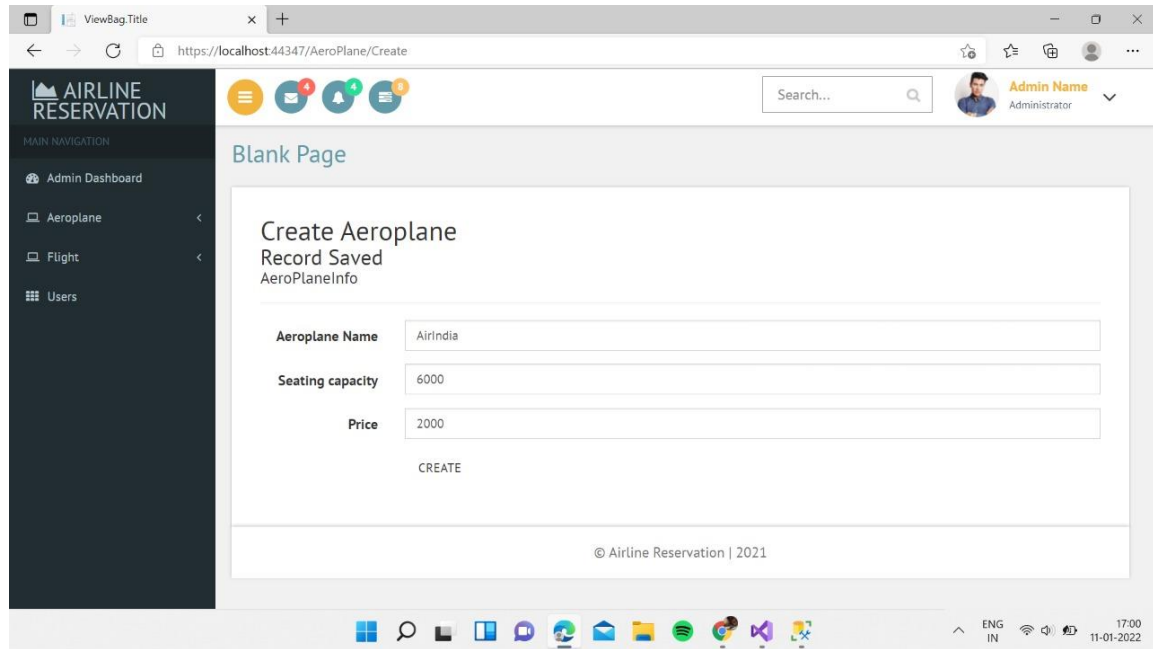 ViewBag.Title
https://localhost:44347/AeroPlane/Create
AIRLINE
RESERVATION
4
4
8
Search...
Admin Name
Administrator
MAIN NAVIGATION
Admin Dashboard
Aeroplane
Flight
Users
Blank Page
Create Aeroplane
Record Saved
AeroPlaneInfo
Aeroplane Name AirIndia
Seating capacity 6000
Price 2000
CREATE
© Airline Reservation | 2021
ENG
IN
17:00
11-01-2022